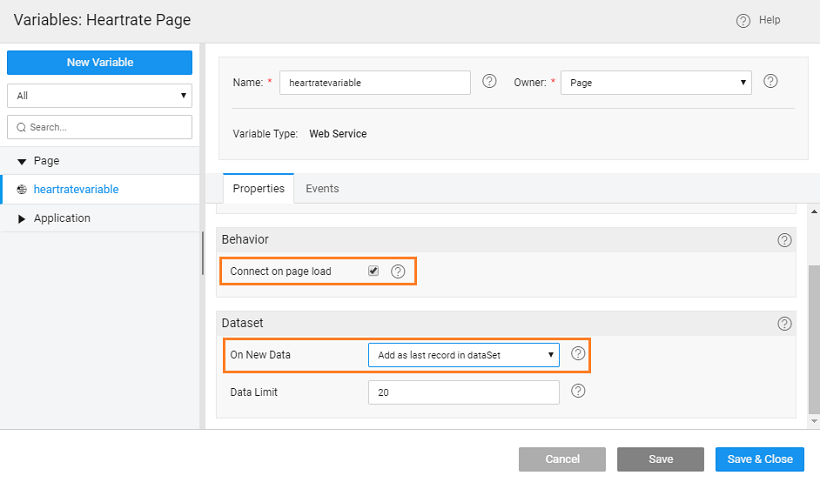 Variables: Heartrate Page
? Help
New Variable
All
Search...
Page
heartratevariable
Application
Name: * heartratevariable ? Owner: * Page ?
Variable Type: Web Service
Properties Events
Behavior ?
Connect on page load ?
Dataset ?
On New Data Add as last record in dataSet ?
Data Limit 20 ?
Cancel Save Save & Close